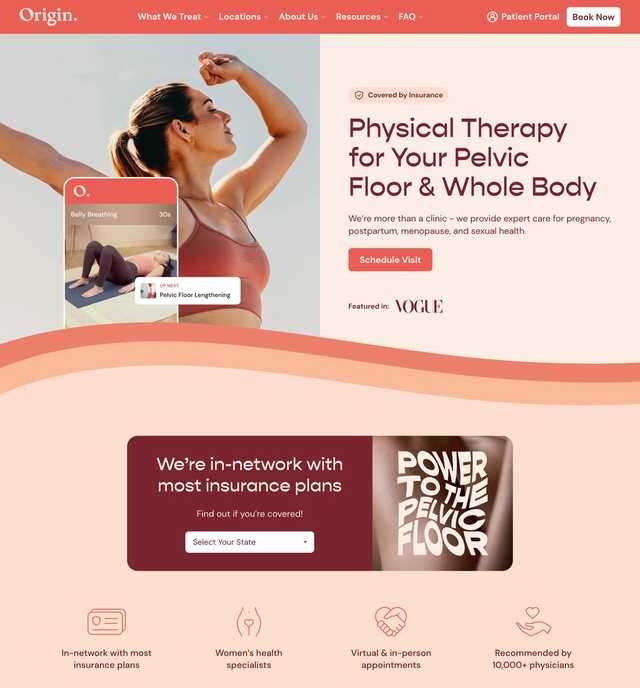 Origin.
What We Treat
Locations
About Us
Resources
FAQ
Patient Portal
Book Now
Covered by Insurance
Physical Therapy
for Your Pelvic
Floor & Whole Body
We're more than a clinic - we provide expert care for pregnancy,
postpartum, menopause, and sexual health.
Schedule Visit
Featured in: VOGUE
O.
Belly Breathing 30s
UP NEXT
Pelvic Floor Lengthening
We're in-network with
most insurance plans
Find out if you're covered!
Select Your State
POWER
TO THE
PELVIC
FLOOR
In-network with most
insurance plans
Women's health
specialists
Virtual & in-person
appointments
Recommended by
10,000+ physicians